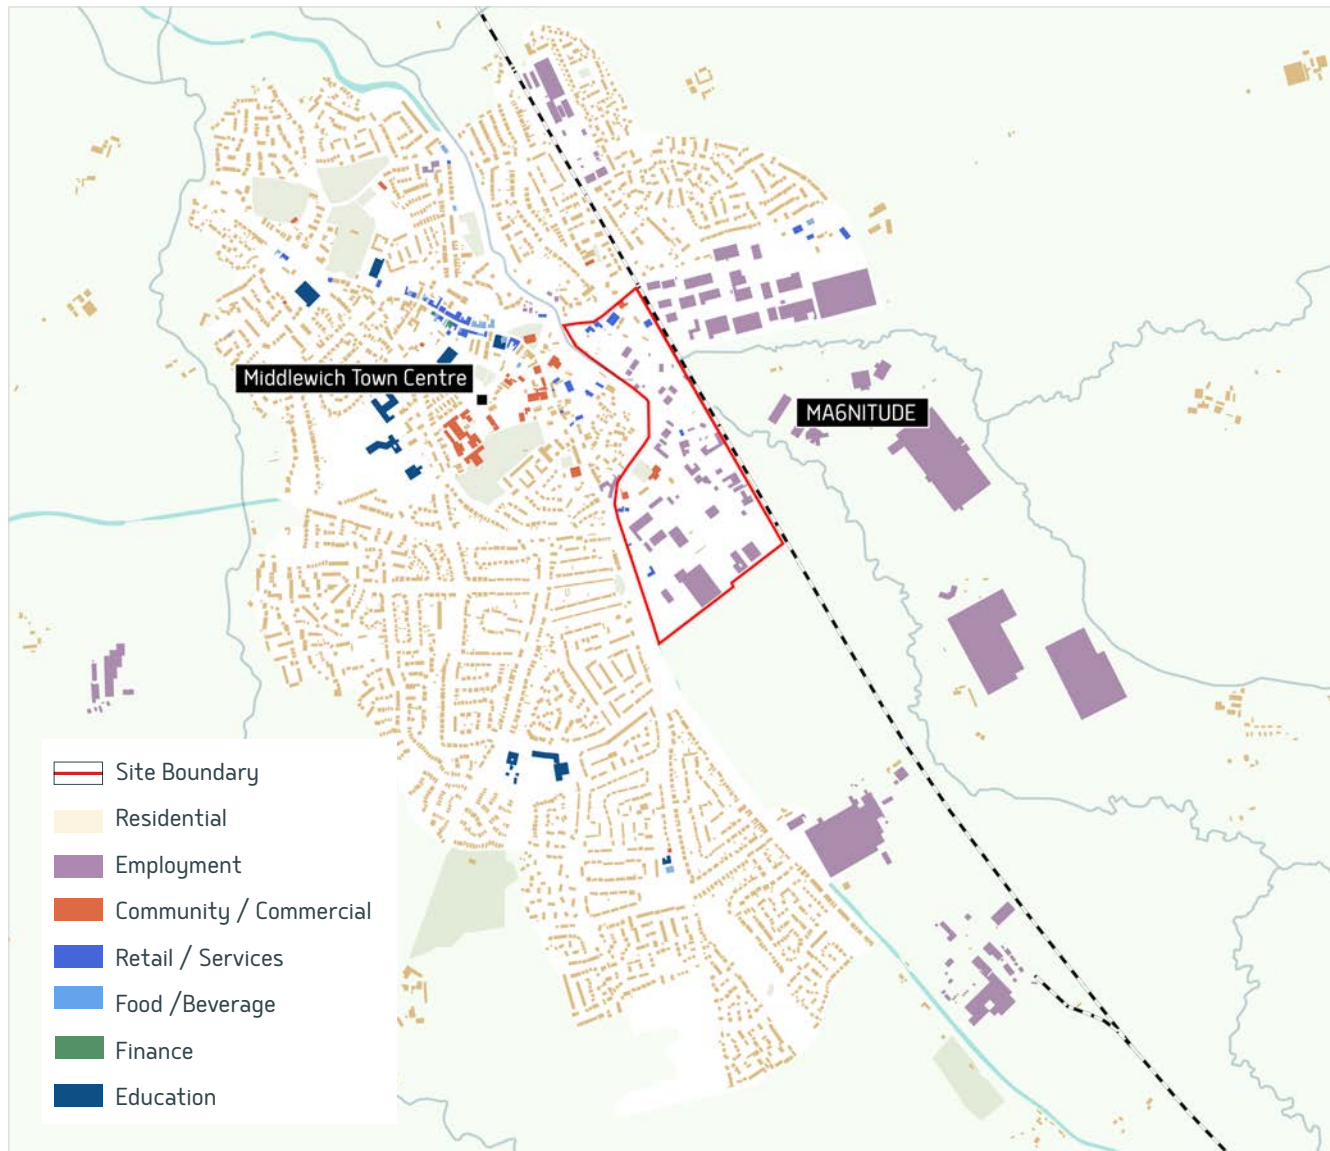 Middlewich Town Centre
MA6NITUDE
Site Boundary
Residential
Employment
Community / Commercial
Retail / Services
Food /Beverage
Finance
Education